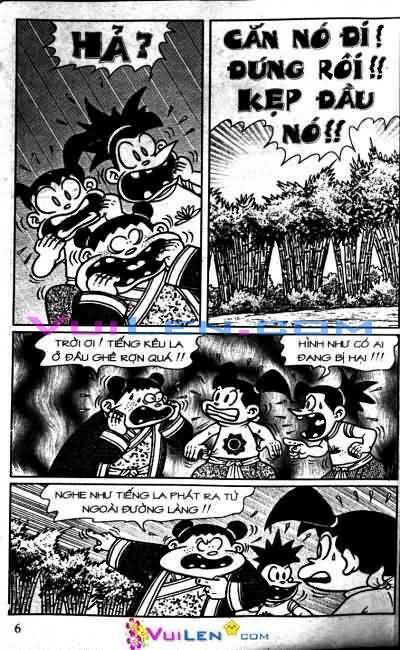 HẢ?
CẮN NÓ ĐI!
ĐÚNG RỒI!!
KẸP ĐẦU
NÓ!!
VUILEN.COM
TRỜI ƠI! TIẾNG KÊU LA
Ở ĐÂU GHÊ RỢN QUÁ!!
HÌNH NHƯ CÓ AI
ĐANG BỊ HẠI!!!
NGHE NHƯ TIẾNG LA PHÁT RA TỪ
NGOÀI ĐƯỜNG LÀNG!!
6
VUILEN.COM